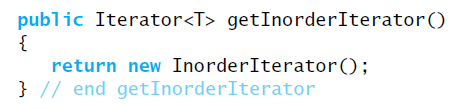 public Iterator<T> getInorderIterator()
{
return new InorderIterator();
} // end getInorderIterator